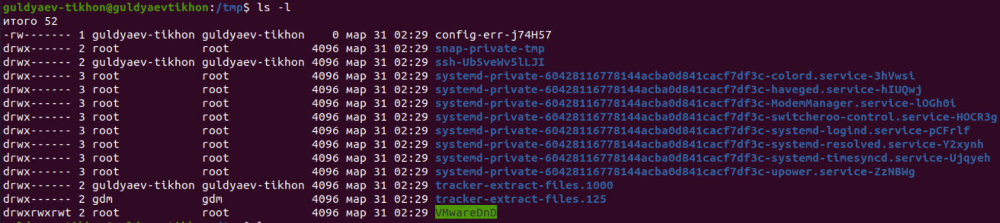 guldyaev-tikhon@guldyaevtikhon:/tmp$ ls -l
итого 52
-rw------- 1 guldyaev-tikhon guldyaev-tikhon    0 мар 31 02:29 config-err-j74H57
drwx------ 2 root            root            4096 мар 31 02:29 snap-private-tmp
drwx------ 2 guldyaev-tikhon guldyaev-tikhon 4096 мар 31 02:29 ssh-Ub5veWv5lLJI
drwx------ 3 root            root            4096 мар 31 02:29 systemd-private-60428116778144acba0d841cacf7df3c-colord.service-3hVwsi
drwx------ 3 root            root            4096 мар 31 02:29 systemd-private-60428116778144acba0d841cacf7df3c-haveged.service-hIUQwj
drwx------ 3 root            root            4096 мар 31 02:29 systemd-private-60428116778144acba0d841cacf7df3c-ModemManager.service-lOGh0i
drwx------ 3 root            root            4096 мар 31 02:29 systemd-private-60428116778144acba0d841cacf7df3c-switcheroo-control.service-HOCR3g
drwx------ 3 root            root            4096 мар 31 02:29 systemd-private-60428116778144acba0d841cacf7df3c-systemd-logind.service-pCFrlf
drwx------ 3 root            root            4096 мар 31 02:29 systemd-private-60428116778144acba0d841cacf7df3c-systemd-resolved.service-Y2xynh
drwx------ 3 root            root            4096 мар 31 02:29 systemd-private-60428116778144acba0d841cacf7df3c-systemd-timesyncd.service-Ujqyeh
drwx------ 3 root            root            4096 мар 31 02:29 systemd-private-60428116778144acba0d841cacf7df3c-upower.service-ZzNBWg
drwx------ 2 guldyaev-tikhon guldyaev-tikhon 4096 мар 31 02:29 tracker-extract-files.1000
drwx------ 2 gdm             gdm             4096 мар 31 02:29 tracker-extract-files.125
drwxrwxrwt 2 root            root            4096 мар 31 02:29 VMwareDnD